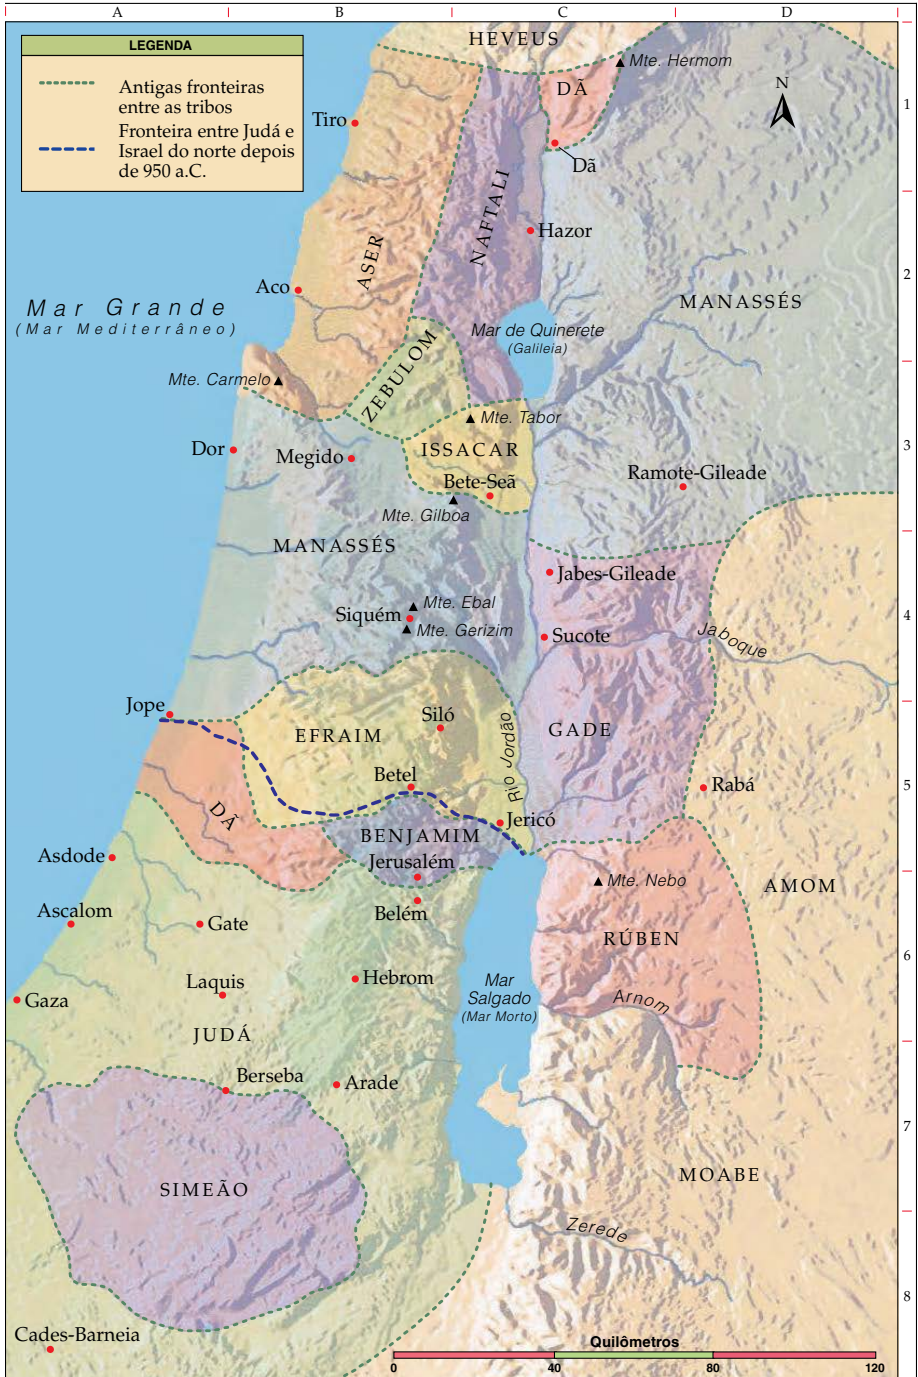 A
B
C
D
LEGENDA
Antigas fronteiras
entre as tribos
Fronteira entre Judá e
Israel do norte depois
de 950 a.C.
HEVEUS
Mte. Hermom
DÃ
N
1
Tiro
Dã
NAFTALI
Hazor
ASER
2
Aco
Mar Grande
(Mar Mediterrâneo)
MANASSÉS
Mar de Quinerete
(Galileia)
ZEBULOM
Mte. Carmelo
Mte. Tabor
Dor
Megido
ISSACAR
3
Ramote-Gileade
Bete-Seã
Mte. Gilboa
MANASSÉS
Jabes-Gileade
Mte. Ebal
Siquém
4
Mte. Gerizim
Sucote
Jaboque
Jope
Siló
EFRAIM
Rio Jordão
GADE
Betel
5
Rabá
DÃ
Jericó
BENJAMIM
Asdode
Jerusalém
Mte. Nebo
AMOM
Ascalom
Belém
Gate
RÚBEN
6
Hebrom
Laquis
Mar
Salgado
(Mar Morto)
Arnom
Gaza
JUDÁ
Berseba
Arade
7
MOABE
SIMEÃO
Zerede
8
Cades-Barneia
Quilômetros
0
40
80
120